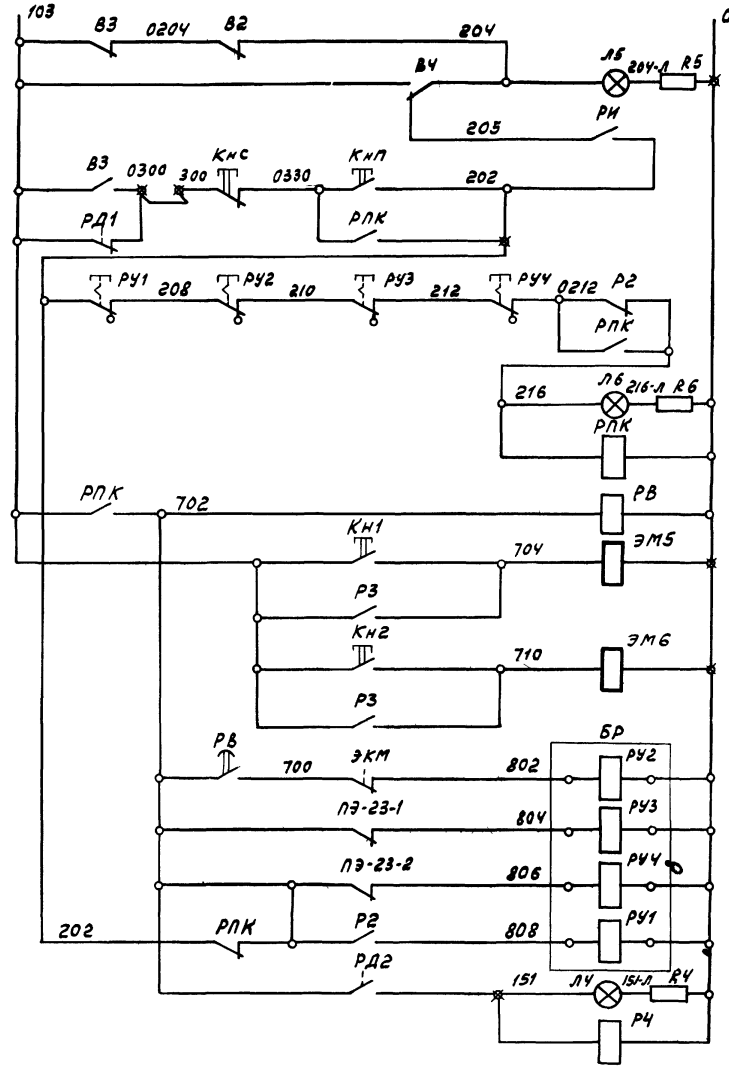 103
0
В3 0204 В2 204
В4
Л5 204-Л R5
205 РИ
В3 0300 300 КнС 0330 КнП 202
РД1 РПК
РУ1 208 РУ2 210 РУ3 212 РУ4 0212 Р2
РПК
216 Л6 216-Л R6
РПК
РПК 702 РВ
Кн1 704 ЭМ5
Р3
Кн2 710 ЭМ6
Р3
БР
РВ 700 ЭКМ 802 РУ2
ПЭ-23-1 804 РУ3
ПЭ-23-2 806 РУ4
202 РПК Р2 808 РУ1
РД2 151 Л4 151-Л R4
Р4